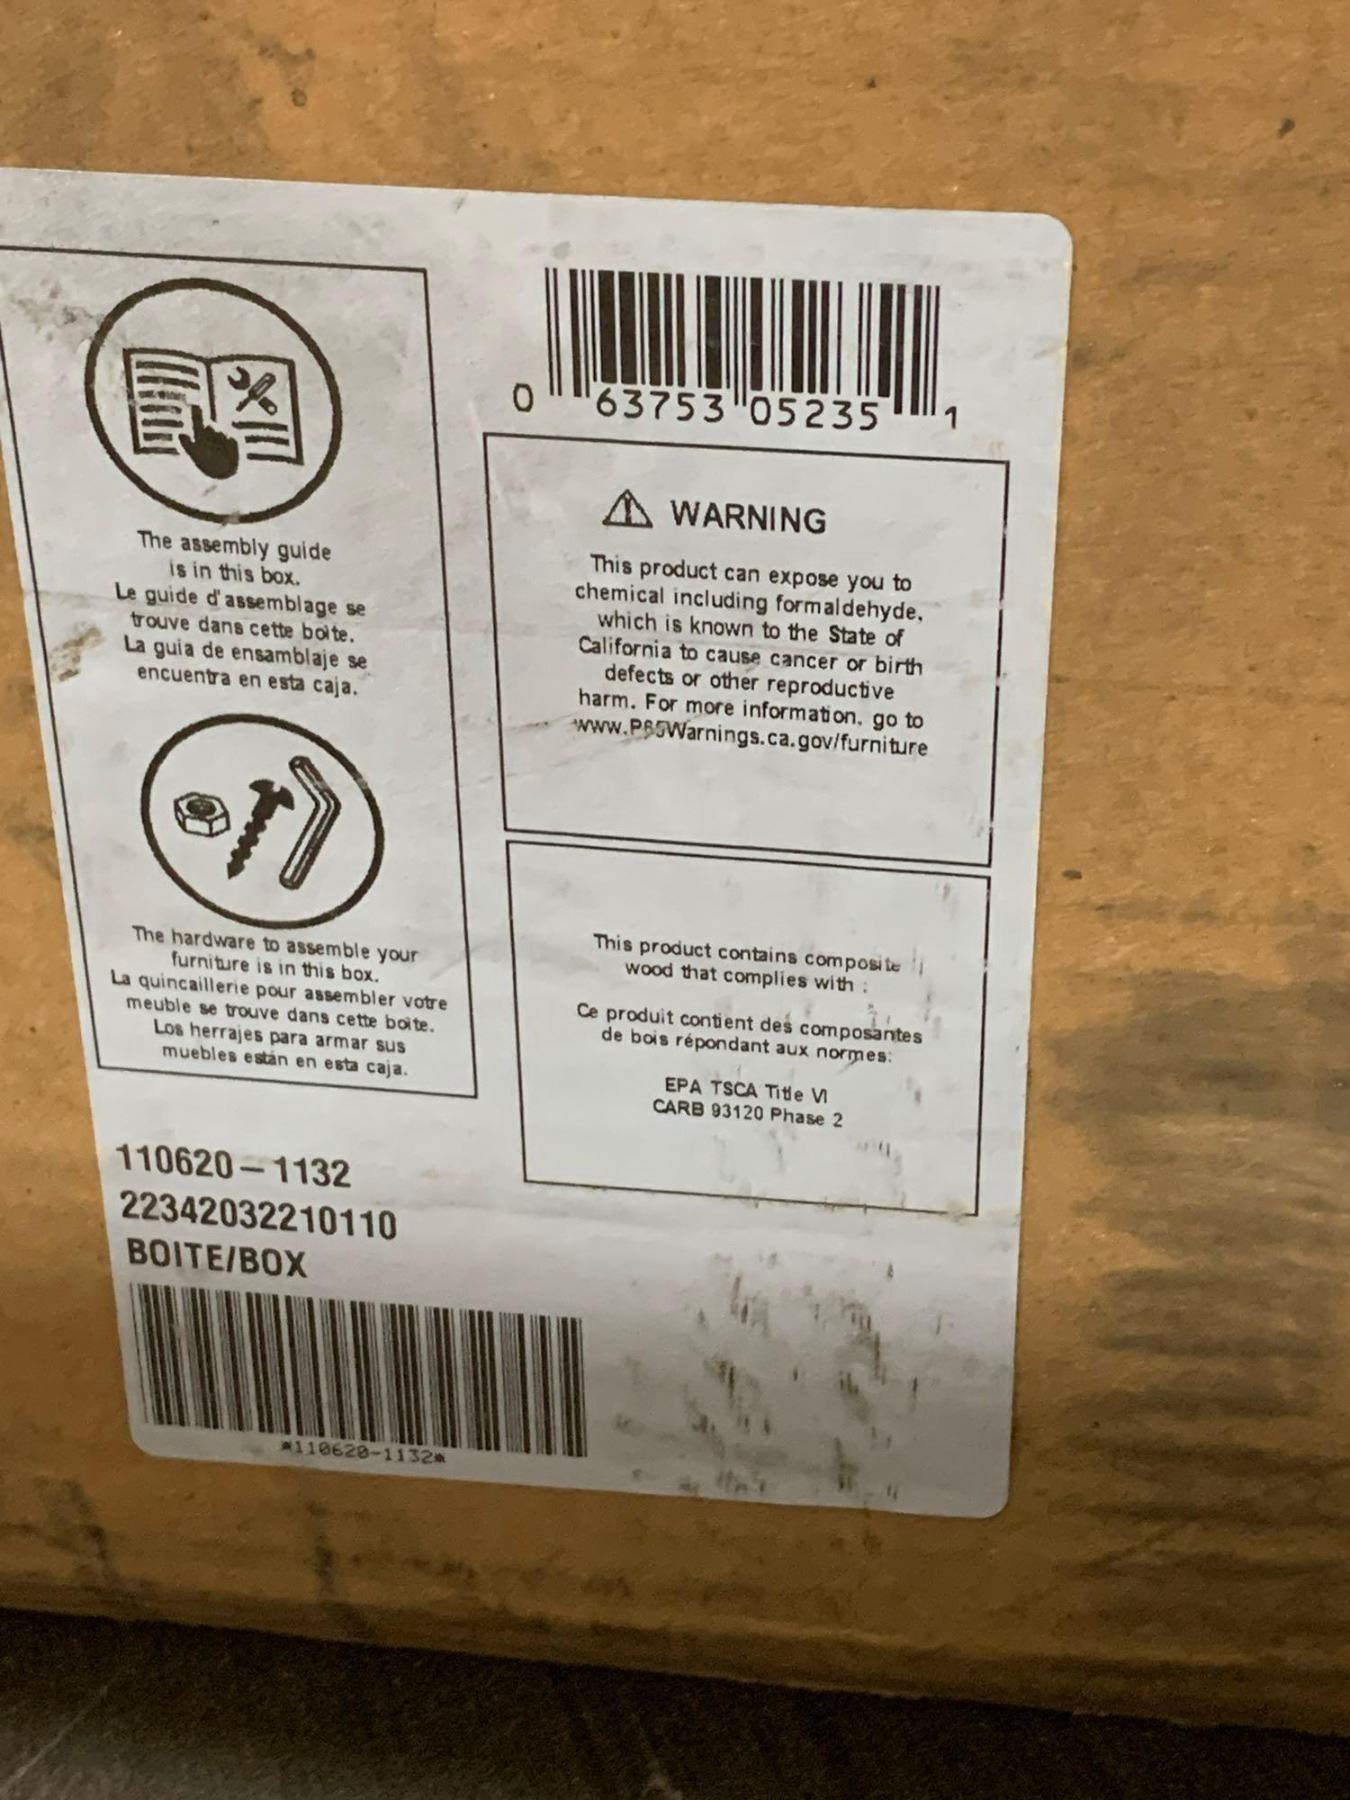 The assembly guide
is in this box.
Le guide d'assemblage se
trouve dans cette boîte.
La guia de ensamblaje se
encuentra en esta caja.
The hardware to assemble your
furniture is in this box.
La quincaillerie pour assembler votre
meuble se trouve dans cette boîte.
Los herrajes para armar sus
muebles están en esta caja.
110620-1132
22342032210110
BOITE/BOX
*110620-1132*
0 63753 05235 1
WARNING
This product can expose you to
chemical including formaldehyde,
which is known to the State of
California to cause cancer or birth
defects or other reproductive
harm. For more information, go to
www.P65Warnings.ca.gov/furniture
This product contains composite
wood that complies with :
Ce produit contient des composantes
de bois répondant aux normes:
EPA TSCA Title VI
CARB 93120 Phase 2